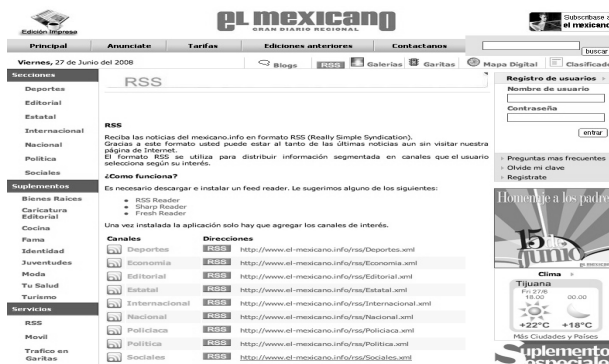 el mexicano
GRAN DIARIO REGIONAL
Edición Impresa
Subscríbase a
el mexicano
Principal
Anunciate
Tarifas
Ediciones anteriores
Contactanos
buscar
Viernes, 27 de Junio del 2008
Blogs
RSS
Galerias
Garitas
Mapa Digital
Clasificado
Secciones
Deportes
Editorial
Estatal
Internacional
Nacional
Política
Sociales
Suplementos
Bienes Raices
Caricatura
Editorial
Cocina
Fama
Identidad
Juventudes
Moda
Tu Salud
Turismo
Servicios
RSS
Movil
Trafico en
Garitas
RSS
RSS
Reciba las noticias del mexicano.info en formato RSS (Really Simple Syndication).
Gracias a este formato usted puede estar al tanto de las últimas noticias aun sin visitar nuestra
página de Internet.
El formato RSS se utiliza para distribuir información segmentada en canales que el usuario
selecciona según su interés.
¿Como funciona?
Es necesario descargar e instalar un feed reader. Le sugerimos alguno de los siguientes:
RSS Reader
Sharp Reader
Fresh Reader
Una vez instalada la aplicación solo hay que agregar los canales de interés.
Canales Direcciones
Deportes RSS http://www.el-mexicano.info/rss/Deportes.xml
Economia RSS http://www.el-mexicano.info/rss/Economia.xml
Editorial RSS http://www.el-mexicano.info/rss/Editorial.xml
Estatal RSS http://www.el-mexicano.info/rss/Estatal.xml
Internacional RSS http://www.el-mexicano.info/rss/Internacional.xml
Nacional RSS http://www.el-mexicano.info/rss/Nacional.xml
Policiaca RSS http://www.el-mexicano.info/rss/Policiaca.xml
Política RSS http://www.el-mexicano.info/rss/Política.xml
Sociales RSS http://www.el-mexicano.info/rss/Sociales.xml
Registro de usuarios
Nombre de usuario
Contraseña
entrar
Preguntas mas frecuentes
Olvide mi clave
Registrate
Homenaje a los padres
15 de
junio
el mexicano
Clima
Tijuana
Fri 27/6
18.00 00.00
+22°C +18°C
Más Ciudades y Países
Suplemento